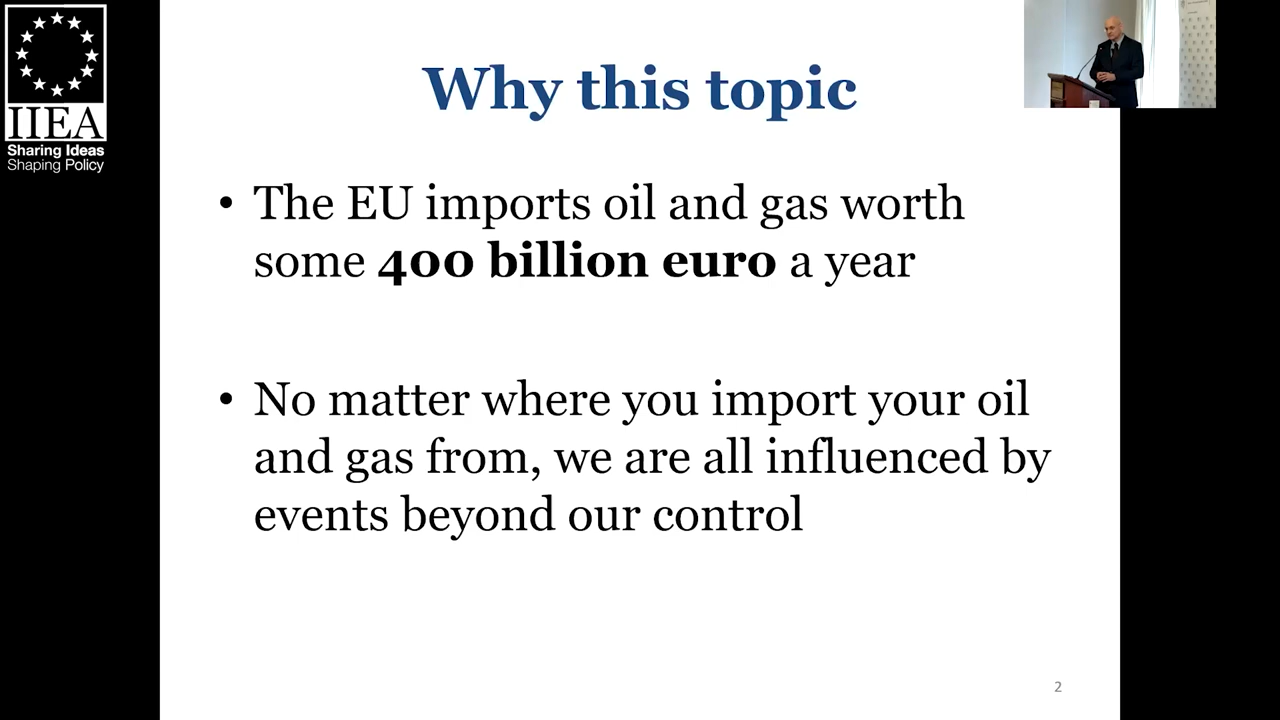 IIEA
Sharing Ideas
Shaping Policy
Why this topic
• The EU imports oil and gas worth
some 400 billion euro a year
• No matter where you import your oil
and gas from, we are all influenced by
events beyond our control
2